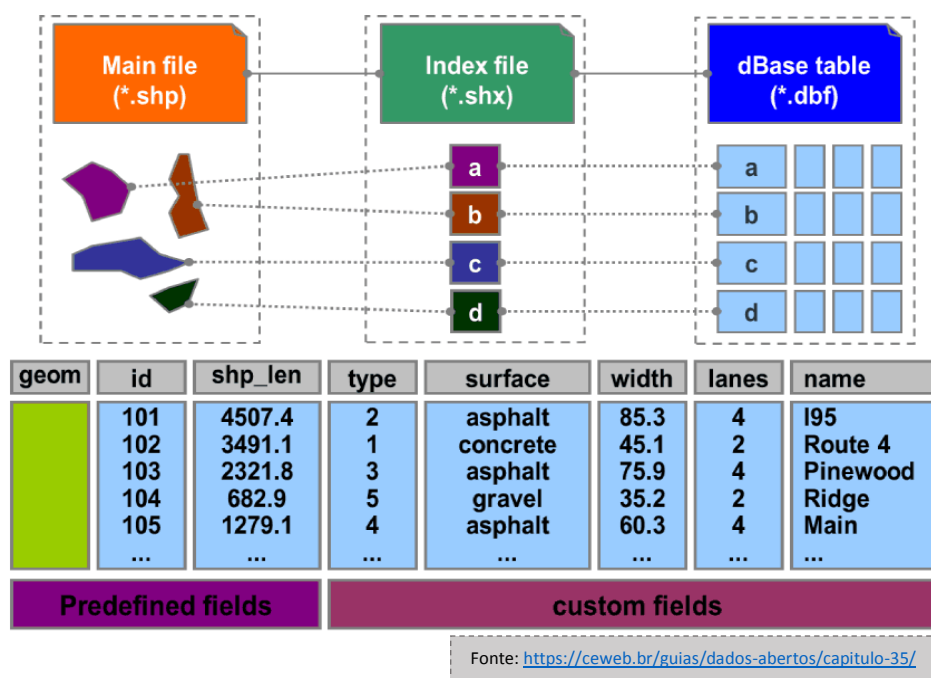 Main file
(*.shp)
Index file
(*.shx)
dBase table
(*.dbf)
a
a
b
b
c
c
d
d
geom id shp_len type surface width lanes name
101 4507.4 2 asphalt 85.3 4 I95
102 3491.1 1 concrete 45.1 2 Route 4
103 2321.8 3 asphalt 75.9 4 Pinewood
104 682.9 5 gravel 35.2 2 Ridge
105 1279.1 4 asphalt 60.3 4 Main
... ... ... ... ... ... ...
Predefined fields
custom fields
Fonte: https://ceweb.br/guias/dados-abertos/capitulo-35/